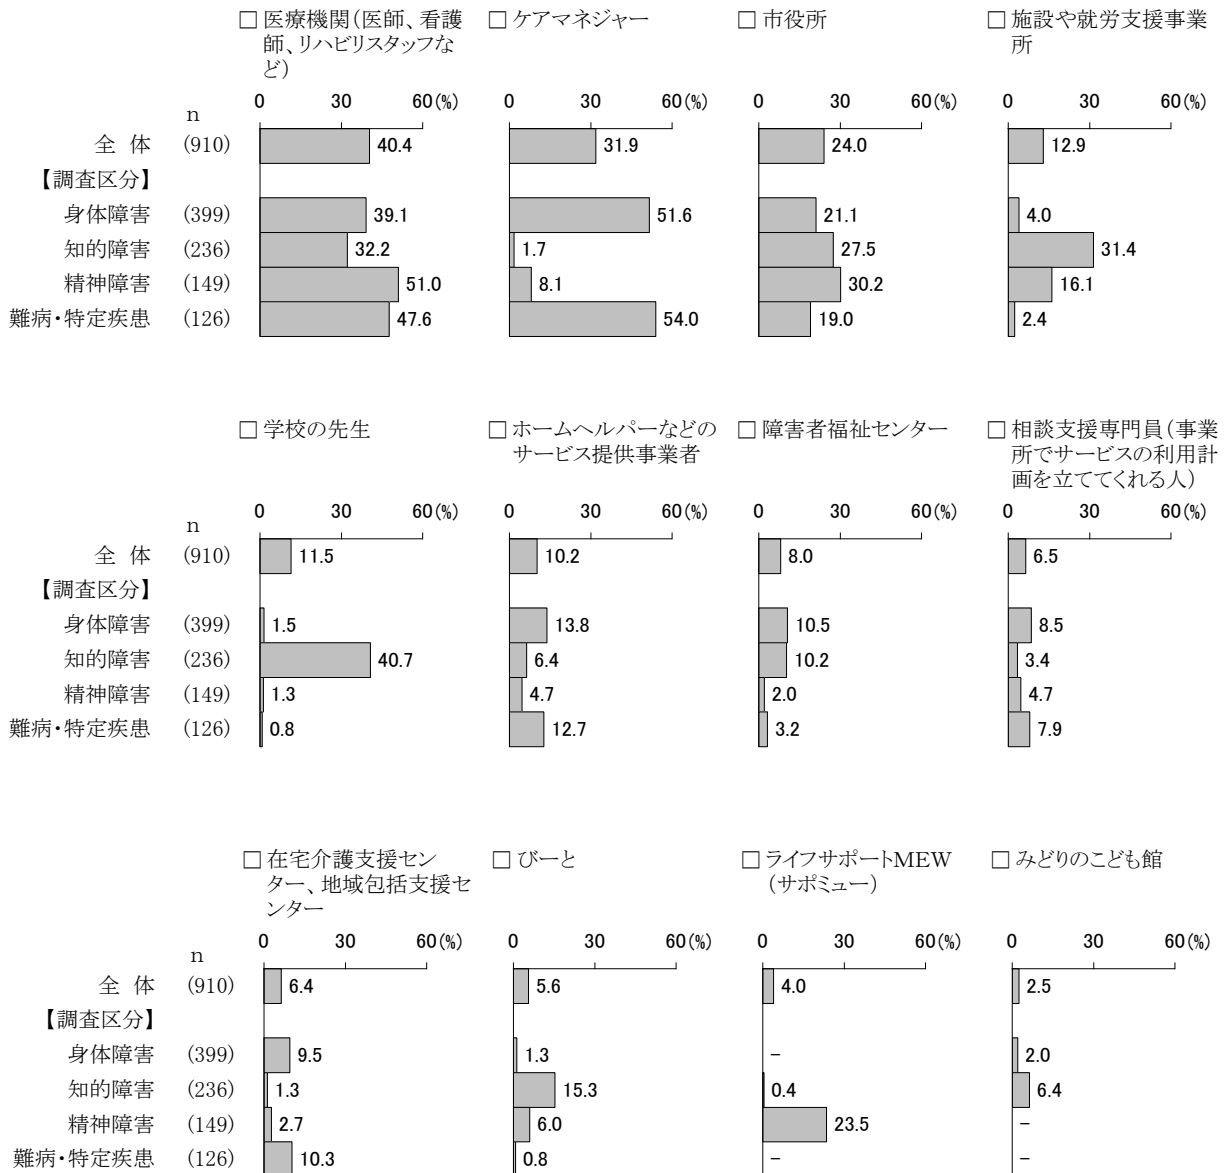 □ 医療機関(医師、看護 □ ケアマネジャー □ 市役所 □ 施設や就労支援事業
師、リハビリスタッフな 所
ど)
0 30 60(%) 0 30 60(%) 0 30 60(%) 0 30 60(%)
n
全 体 (910) 40.4 31.9 24.0 12.9
【調査区分】
身体障害 (399) 39.1 51.6 21.1 4.0
知的障害 (236) 32.2 1.7 27.5 31.4
精神障害 (149) 51.0 8.1 30.2 16.1
難病・特定疾患 (126) 47.6 54.0 19.0 2.4
□ 学校の先生 □ ホームヘルパーなどの □ 障害者福祉センター □ 相談支援専門員(事業
サービス提供事業者 所でサービスの利用計
画を立ててくれる人)
0 30 60(%) 0 30 60(%) 0 30 60(%) 0 30 60(%)
n
全 体 (910) 11.5 10.2 8.0 6.5
【調査区分】
身体障害 (399) 1.5 13.8 10.5 8.5
知的障害 (236) 40.7 6.4 10.2 3.4
精神障害 (149) 1.3 4.7 2.0 4.7
難病・特定疾患 (126) 0.8 12.7 3.2 7.9
□ 在宅介護支援セン □ びーと □ ライフサポートMEW □ みどりのこども館
ター、地域包括支援セ (サポミュー)
ンター
0 30 60(%) 0 30 60(%) 0 30 60(%) 0 30 60(%)
n
全 体 (910) 6.4 5.6 4.0 2.5
【調査区分】
身体障害 (399) 9.5 1.3 – 2.0
知的障害 (236) 1.3 15.3 0.4 6.4
精神障害 (149) 2.7 6.0 23.5 –
難病・特定疾患 (126) 10.3 0.8 – –